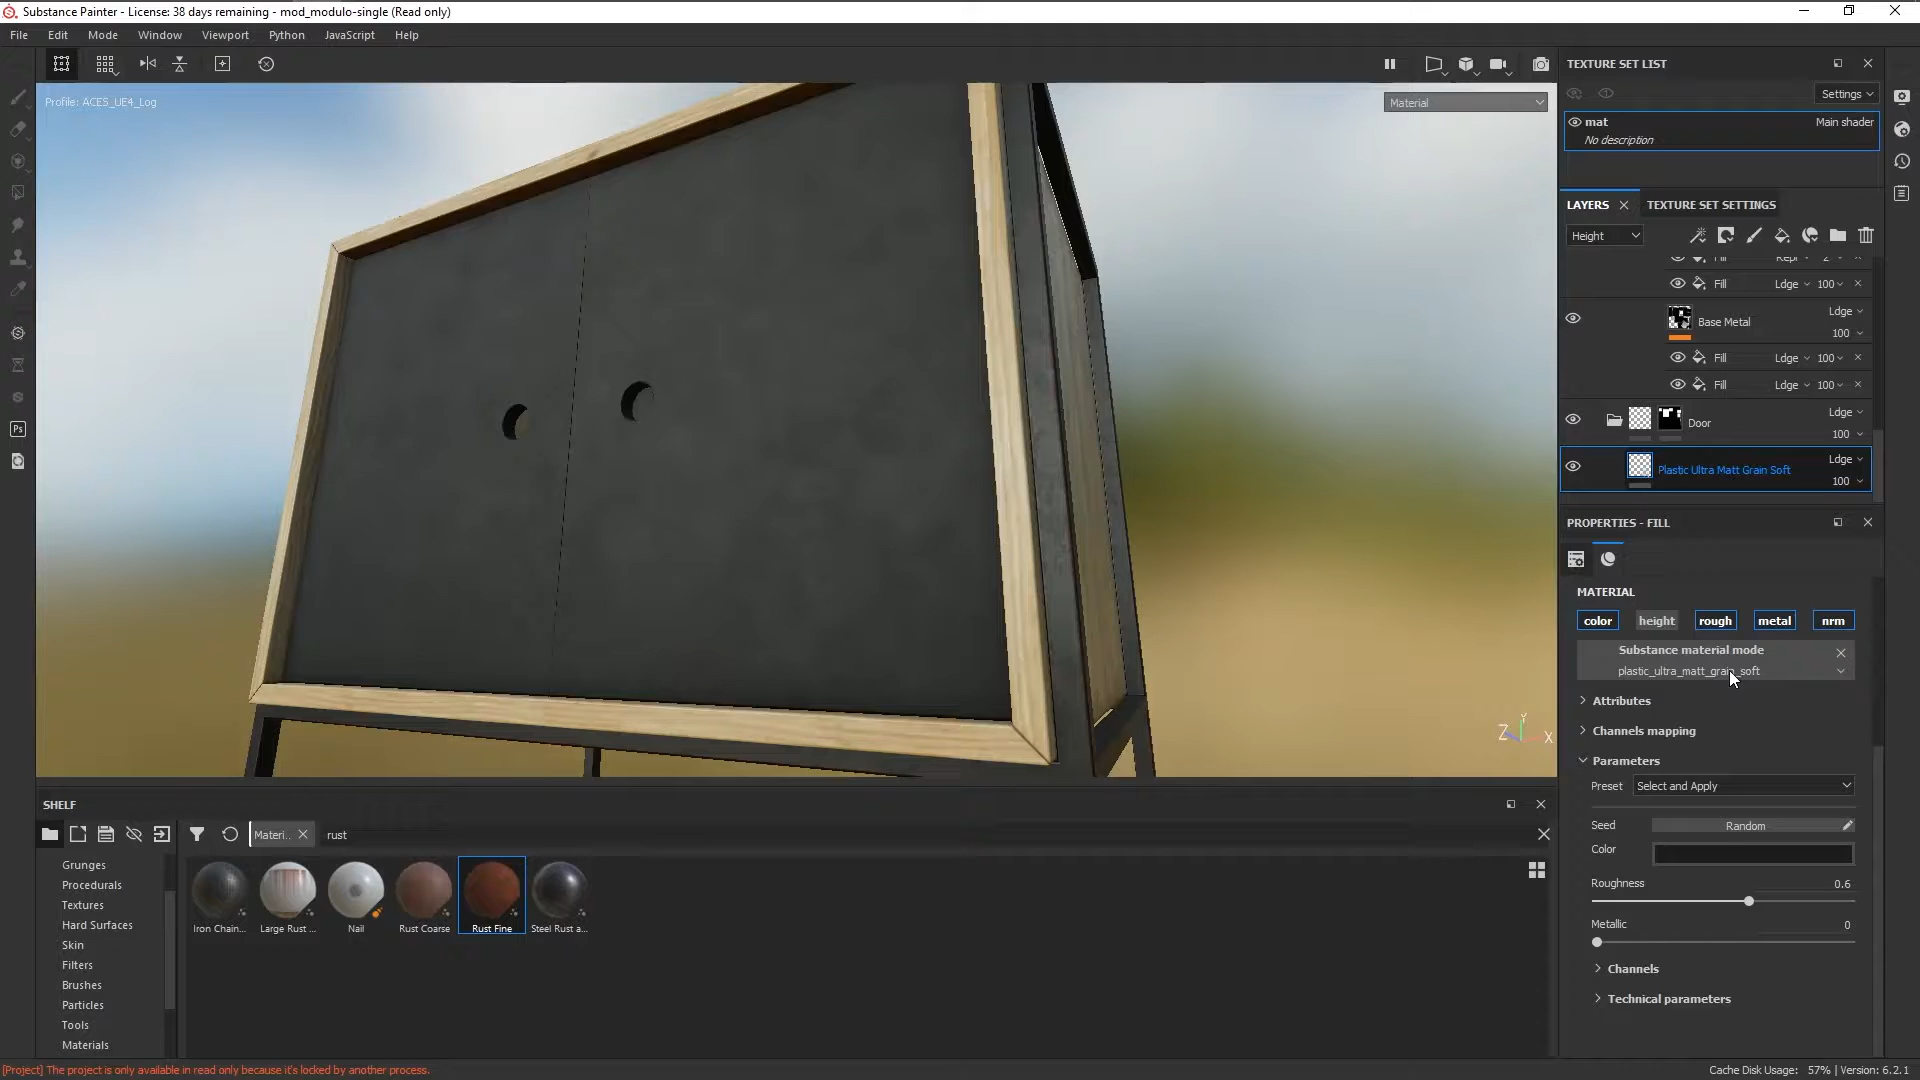 Substance Painter - License: 38 days remaining - mod_modulo-single (Read only)
File Edit Mode Window Viewport Python JavaScript Help
Profile: ACES_UE4_Log
Material
Z Y X
TEXTURE SET LIST
Settings
mat Main shader
No description
LAYERS TEXTURE SET SETTINGS
Height
Fill Repl 2
Fill Ldge 100
Base Metal Ldge
100
Fill Ldge 100
Fill Ldge 100
Door Ldge
100
Plastic Ultra Matt Grain Soft Ldge
100
PROPERTIES - FILL
MATERIAL
color height rough metal nrm
Substance material mode
plastic_ultra_matt_grain_soft
Attributes
Channels mapping
Parameters
Preset Select and Apply
Seed Random
Color
Roughness 0.6
Metallic 0
Channels
Technical parameters
SHELF
Materi.. rust
Grunges
Procedurals
Textures
Hard Surfaces
Skin
Filters
Brushes
Particles
Tools
Materials
Iron Chain... Large Rust ... Nail Rust Coarse Rust Fine Steel Rust a...
Ps
[Project] The project is only available in read only because it's locked by another process.
Cache Disk Usage: 57% | Version: 6.2.1